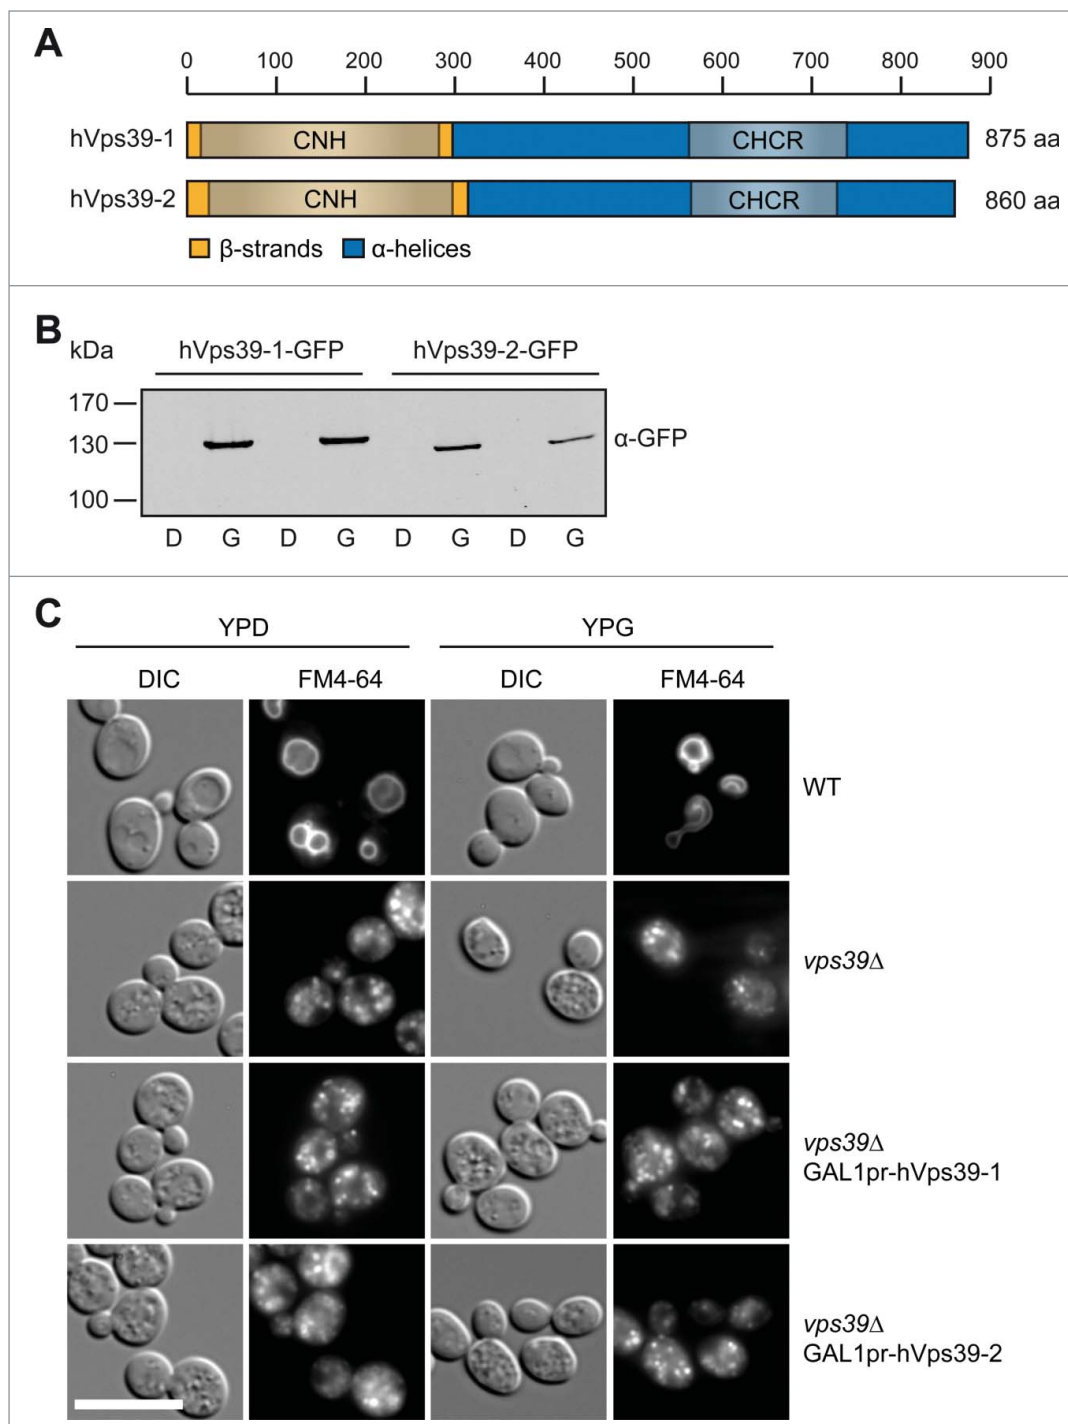 A
0 100 200 300 400 500 600 700 800 900
hVps39-1 CNH CHCR 875 aa
hVps39-2 CNH CHCR 860 aa
β-strands α-helices
B
kDa hVps39-1-GFP hVps39-2-GFP
170
130 α-GFP
100
D G D G D G D G
C
YPD YPG
DIC FM4-64 DIC FM4-64
WT
vps39Δ
vps39Δ
GAL1pr-hVps39-1
vps39Δ
GAL1pr-hVps39-2